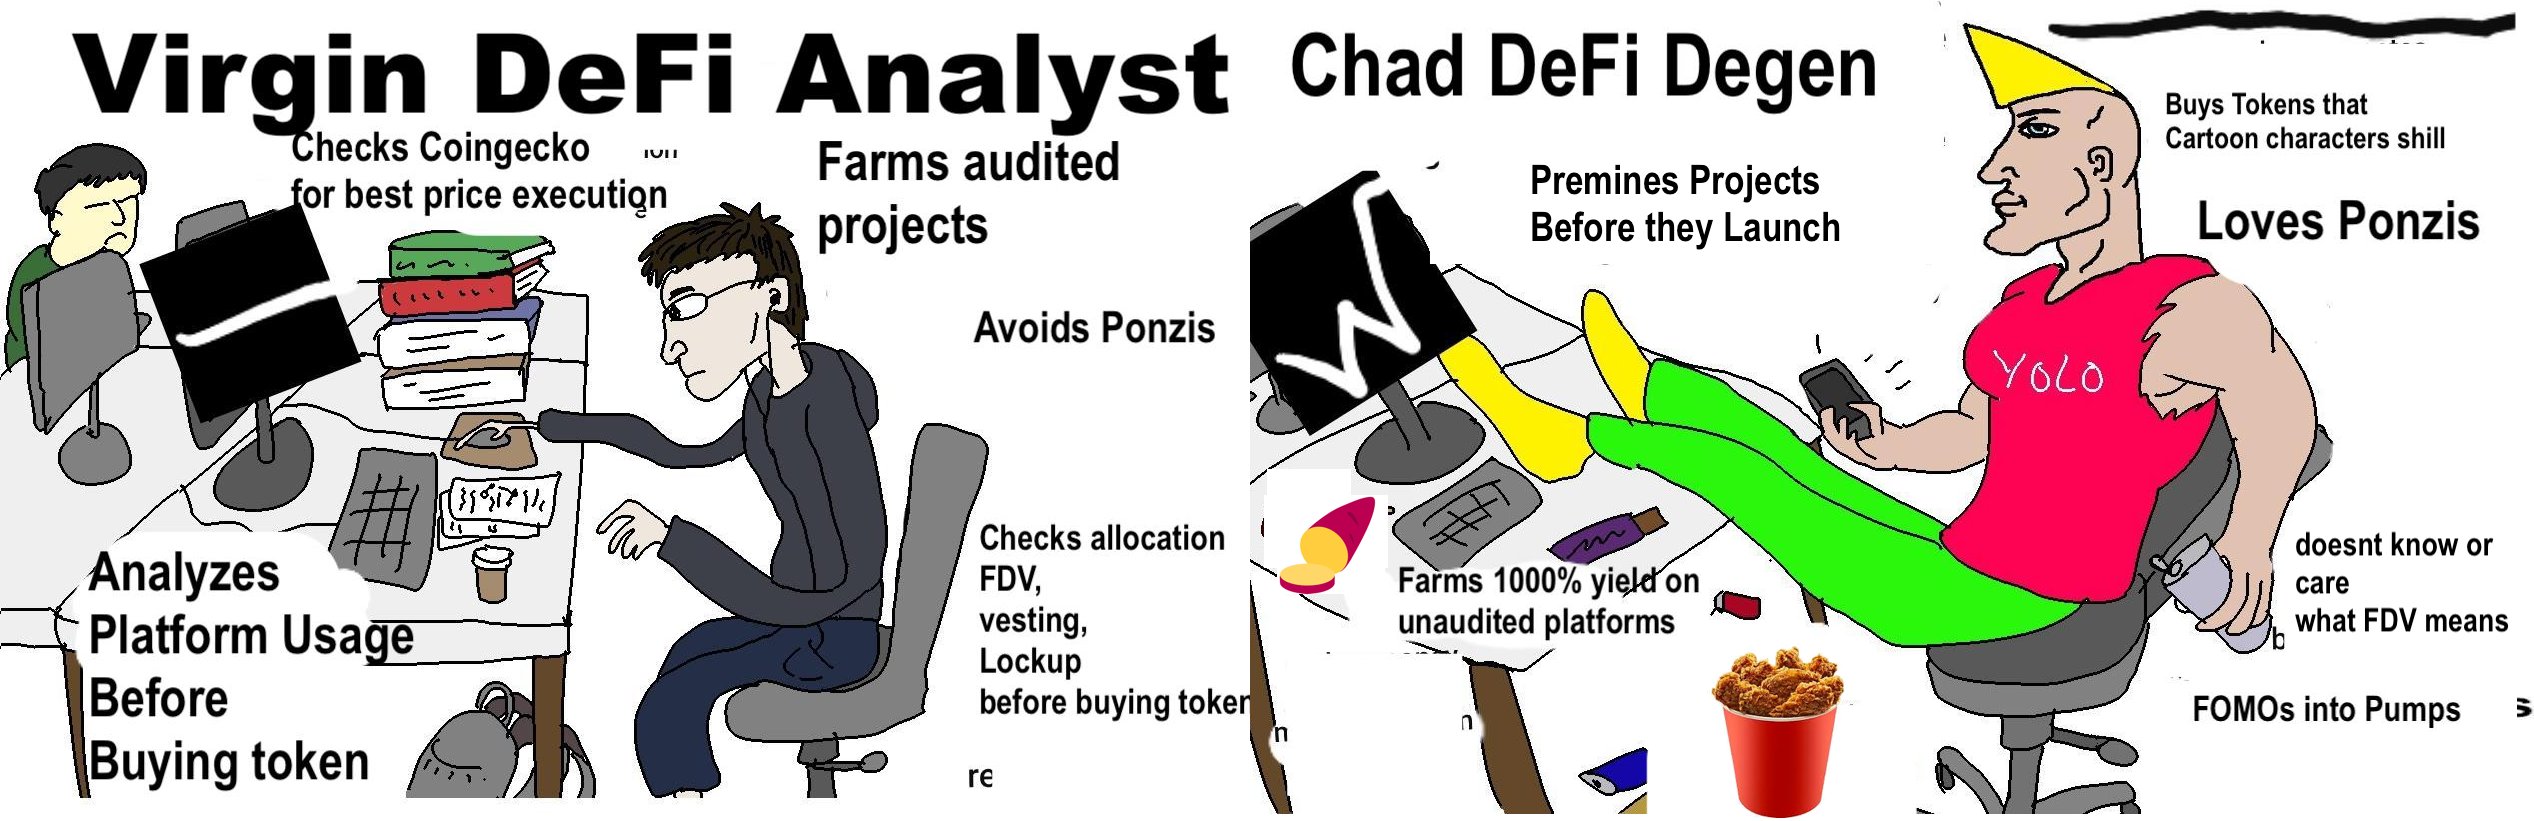 Virgin DeFi Analyst
Checks Coingecko
for best price execution
Farms audited
projects
Avoids Ponzis
Checks allocation
FDV,
vesting,
Lockup
before buying token
Analyzes
Platform Usage
Before
Buying token
re
Chad DeFi Degen
Buys Tokens that
Cartoon characters shill
Premines Projects
Before they Launch
Loves Ponzis
YOLO
doesnt know or
care
what FDV means
Farms 1000% yield on
unaudited platforms
FOMOs into Pumps